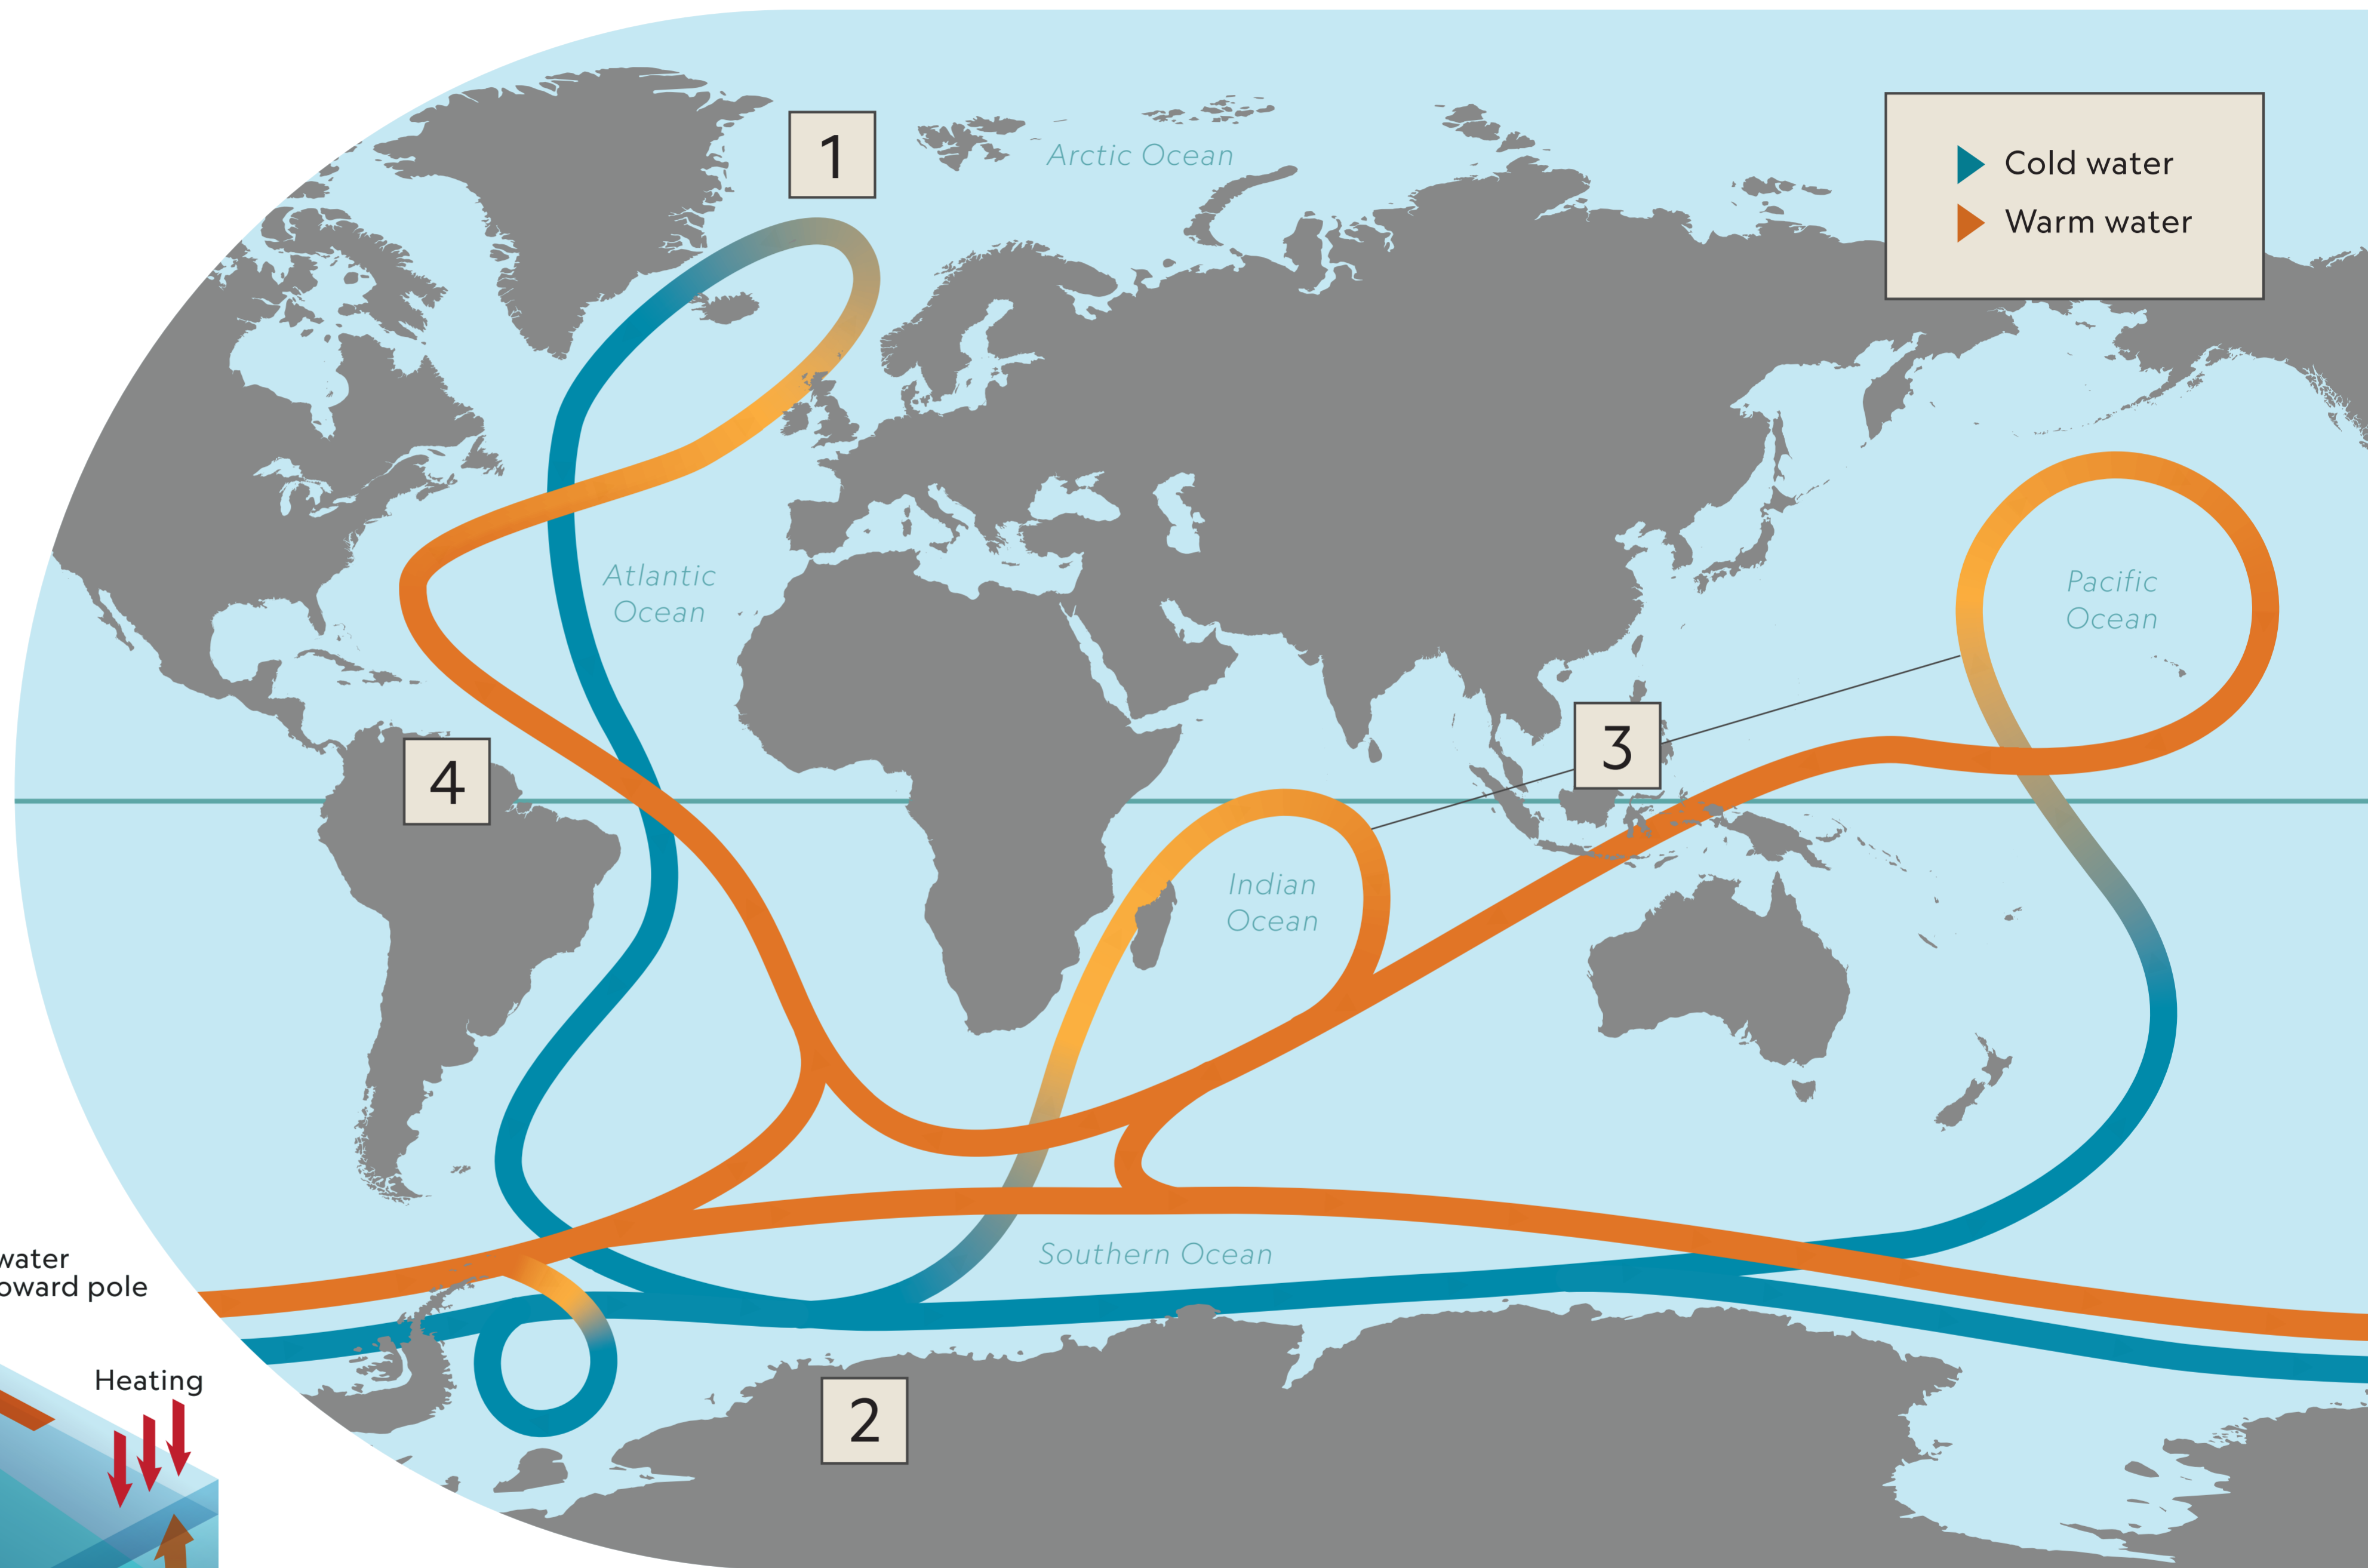 1
Arctic Ocean
Cold water
Warm water
Atlantic
Ocean
Pacific
Ocean
3
4
Indian
Ocean
Southern Ocean
water
oward pole
Heating
2